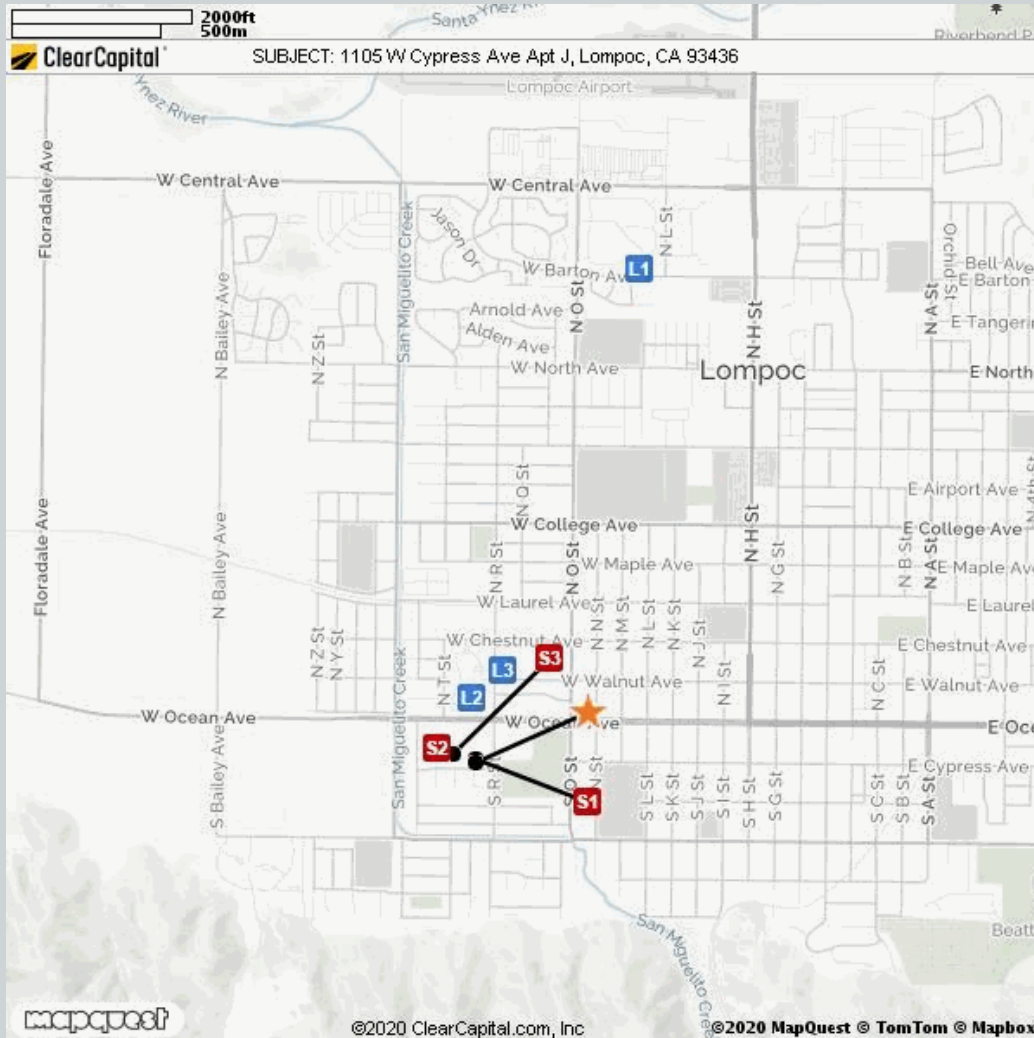 2000ft
500m
Santa Ynez
Riverbend P
ClearCapital
SUBJECT: 1105 W Cypress Ave Apt J, Lompoc, CA 93436
Ynez River
Lompoc Airport
Floradale Ave
W Central Ave
W Central Ave
Jason Dr
N L St
Orchid St
San Miguelito Creek
W Barton Av
L1
Bell Ave
E Barton
N Bailey Ave
N O St
N A St
Arnold Ave
N H St
E Tangeri
Alden Ave
N Z St
W North Ave
Lompoc
E North
N Q St
E Airport Ave
Floradale Ave
N Bailey Ave
W College Ave
N H St
E College Ave
N R St
N O St
W Maple Ave
N G St
N B St
N A St
E Maple Ave
W Laurel Ave
E Laurel
N Z St
N Y St
N N St
N M St
N L St
N K St
N J St
W Chestnut Ave
E Chestnut Ave
San Miguelito Creek
N T St
L3
S3
N I St
N C St
L2
W Walnut Ave
E Walnut Ave
W Ocean Ave
W Ocean Ave
E Oce
S2
E Cypress Ave
S Bailey Ave
S R S
S O St
N St
S1
S L St
S K St
S J St
S I St
S H St
S G St
S C St
S B St
S A St
San Miguelito Cree
Beatt
mapquest
©2020 ClearCapital.com, Inc
©2020 MapQuest © TomTom © Mapbox